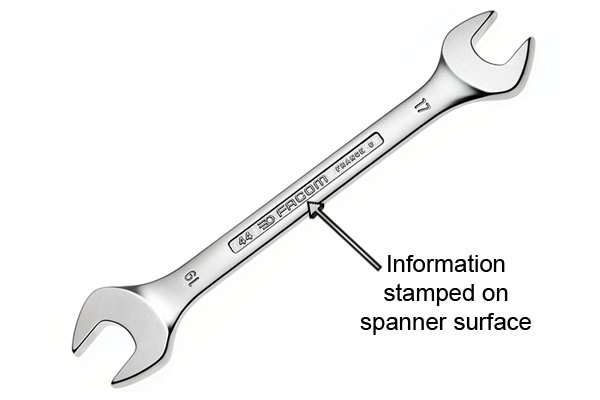 17
44 FACOM FRANCE
19
Information
stamped on
spanner surface